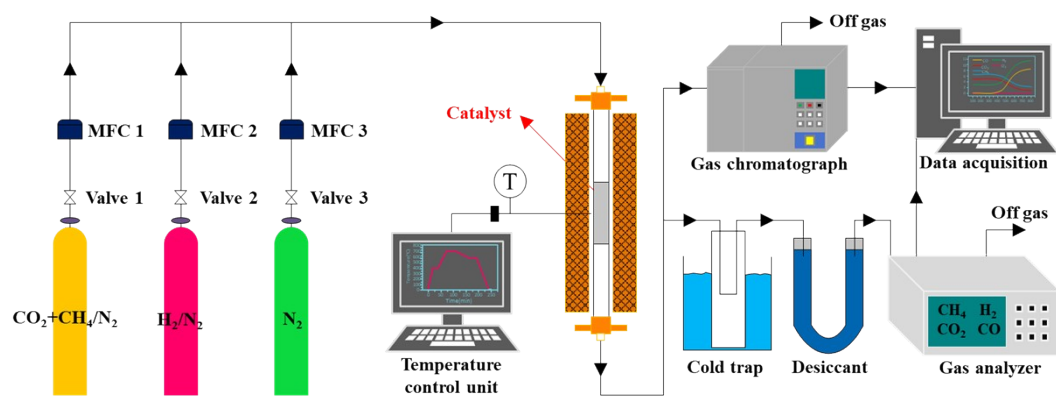 Off gas
MFC 1
MFC 2
MFC 3
Catalyst
Gas chromatograph
Data acquisition
Valve 1
Valve 2
Valve 3
T
Off gas
CO₂+CH₄/N₂
H₂/N₂
N₂
Time(min)
CH₄ H₂
CO₂ CO
Temperature
control unit
Cold trap
Desiccant
Gas analyzer